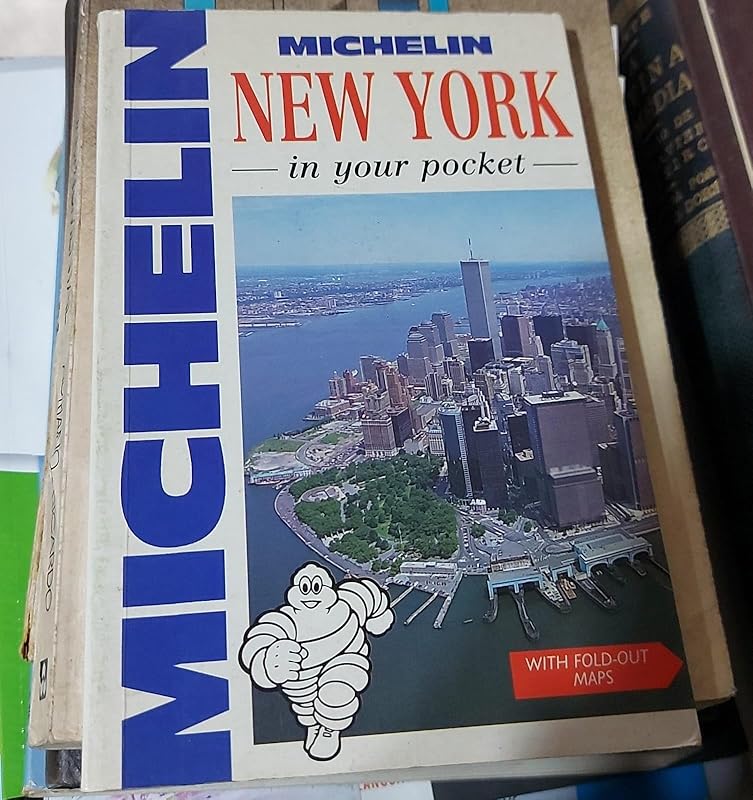 MICHELIN
MICHELIN
NEW YORK
in your pocket
WITH FOLD-OUT
MAPS